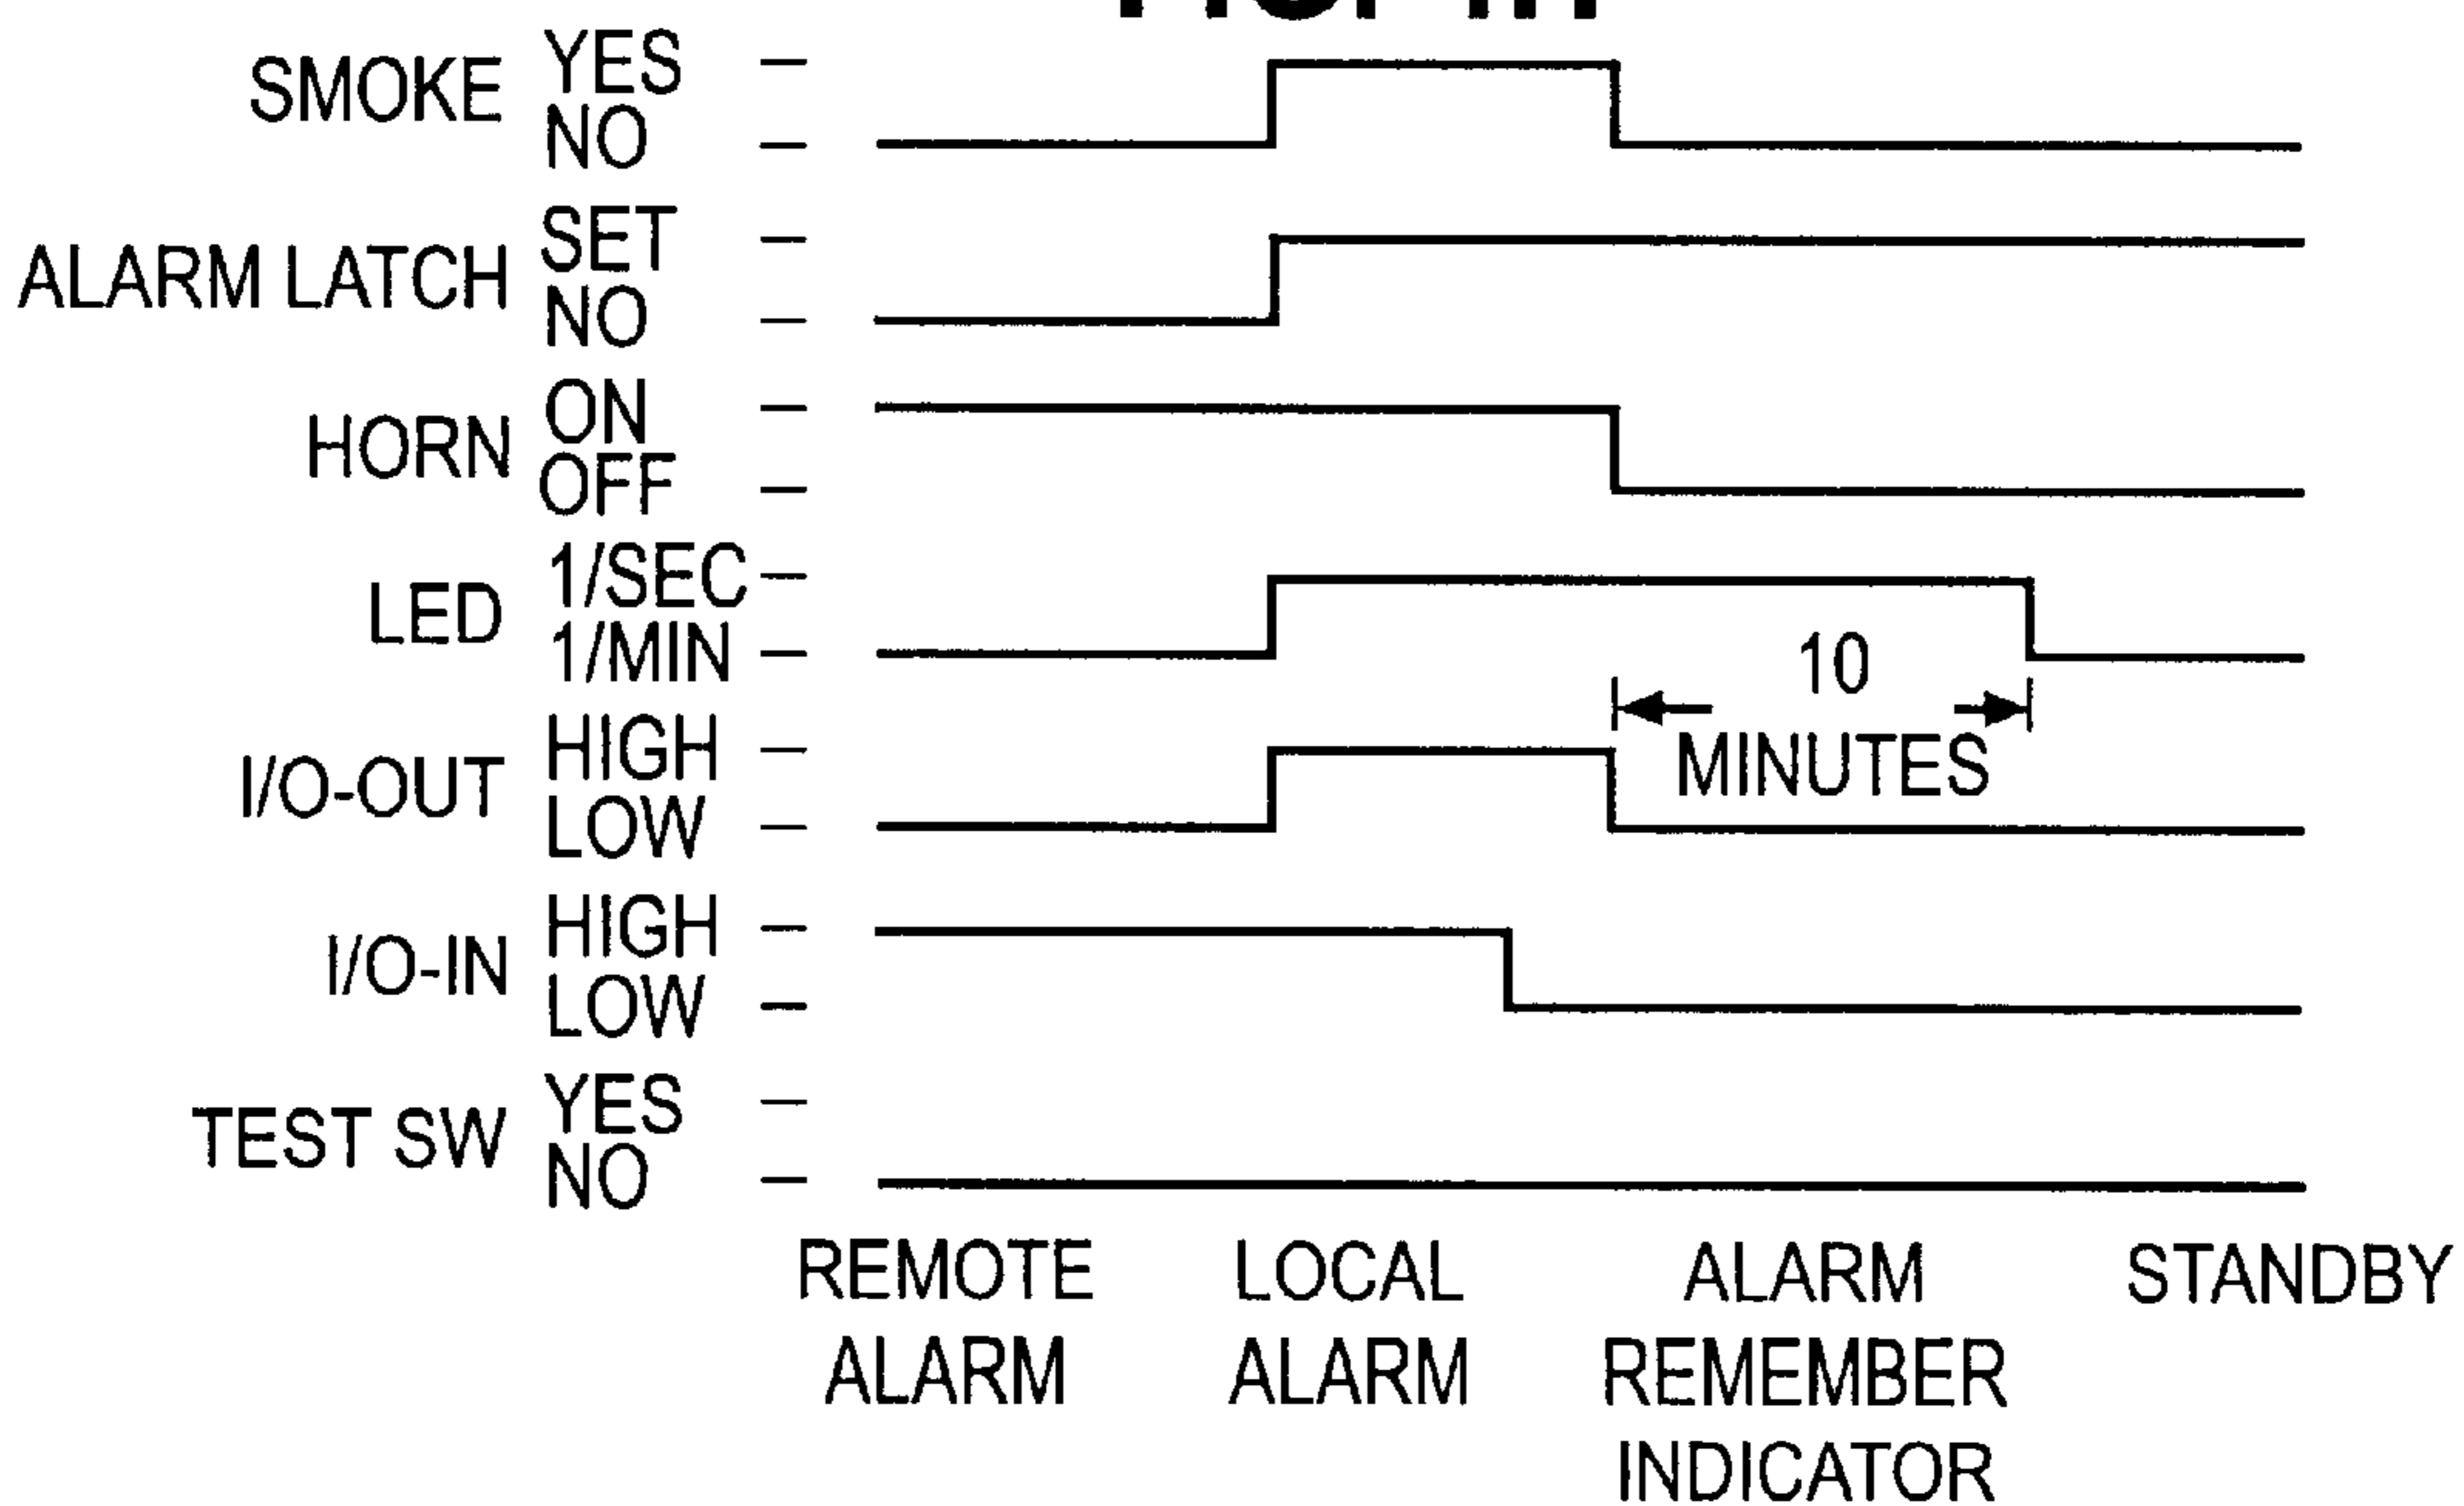 SMOKE YES
NO
ALARM LATCH SET
NO
HORN ON
OFF
LED 1/SEC
1/MIN
10
MINUTES
I/O-OUT HIGH
LOW
I/O-IN HIGH
LOW
TEST SW YES
NO
REMOTE ALARM
LOCAL ALARM
ALARM REMEMBER INDICATOR
STANDBY